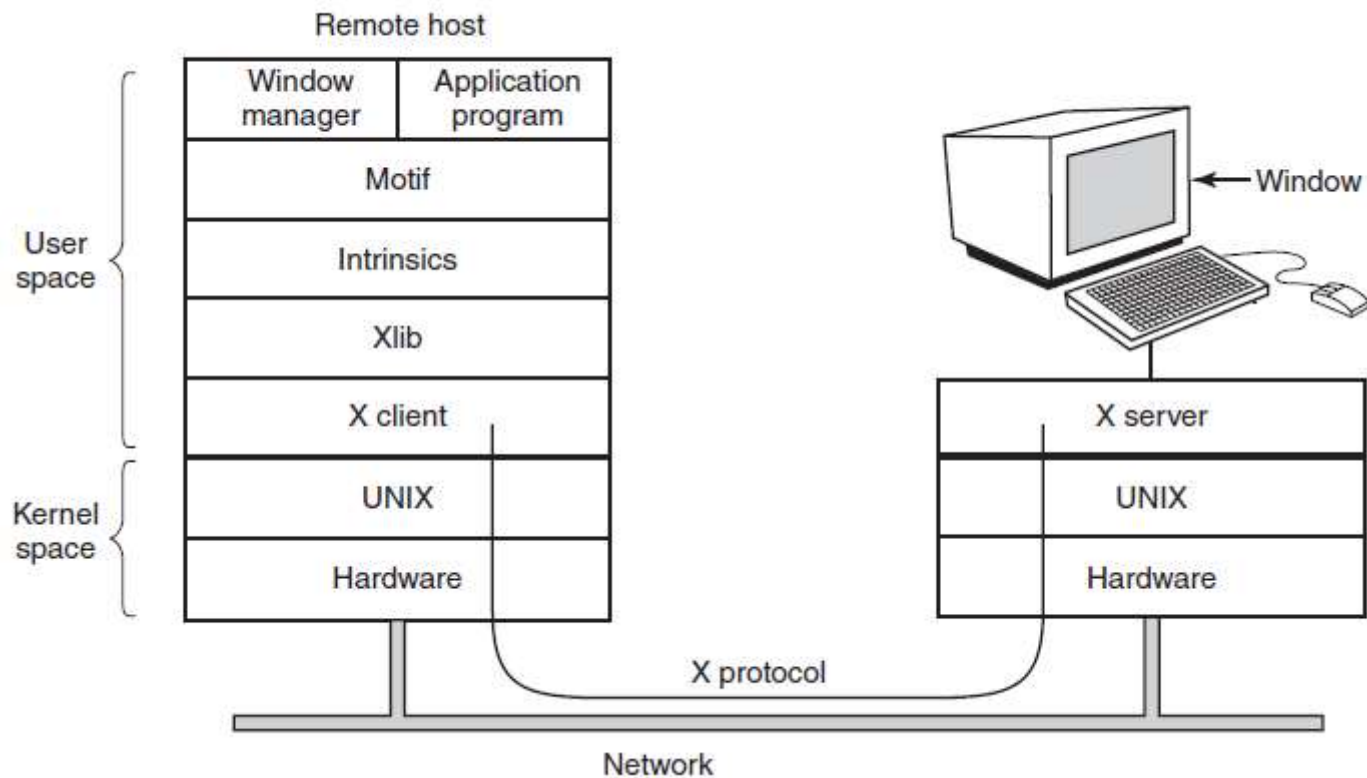 Remote host
Window
manager
Application
program
Motif
Intrinsics
Xlib
X client
UNIX
Hardware
User
space
Kernel
space
Window
X server
UNIX
Hardware
X protocol
Network